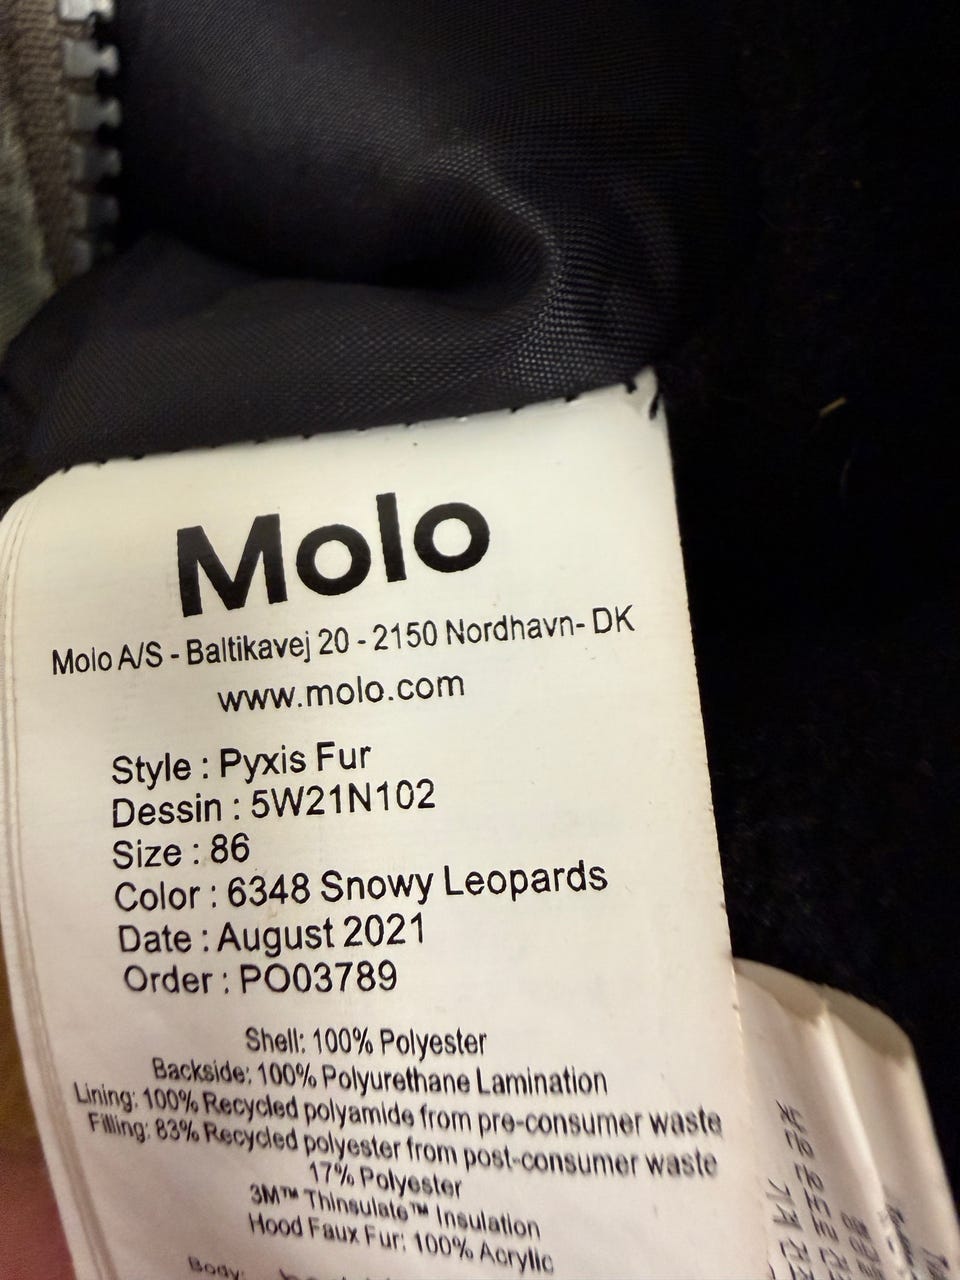 Molo
Molo A/S - Baltikavej 20 - 2150 Nordhavn- DK
www.molo.com
Style : Pyxis Fur
Dessin : 5W21N102
Size : 86
Color : 6348 Snowy Leopards
Date : August 2021
Order : PO03789
Shell: 100% Polyester
Backside: 100% Polyurethane Lamination
Lining: 100% Recycled polyamide from pre-consumer waste
Filling: 83% Recycled polyester from post-consumer waste
17% Polyester
3M™ Thinsulate™ Insulation
Hood Faux Fur: 100% Acrylic
Body: